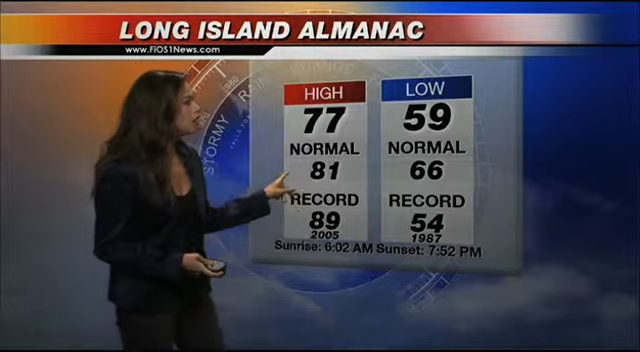 LONG ISLAND ALMANAC
www.FiOS1News.com
HIGH LOW
77 59
NORMAL NORMAL
81 66
RECORD RECORD
89 54
2005 1987
Sunrise: 6:02 AM Sunset: 7:52 PM
STORMY
RAIN